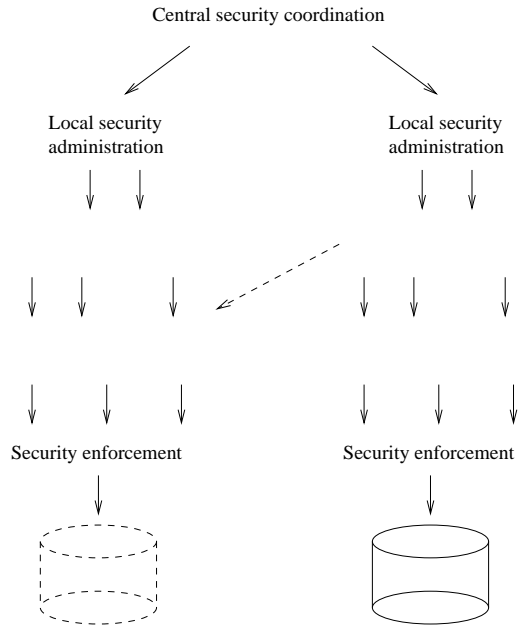 Central security coordination
Local security
administration
Local security
administration
Security enforcement
Security enforcement